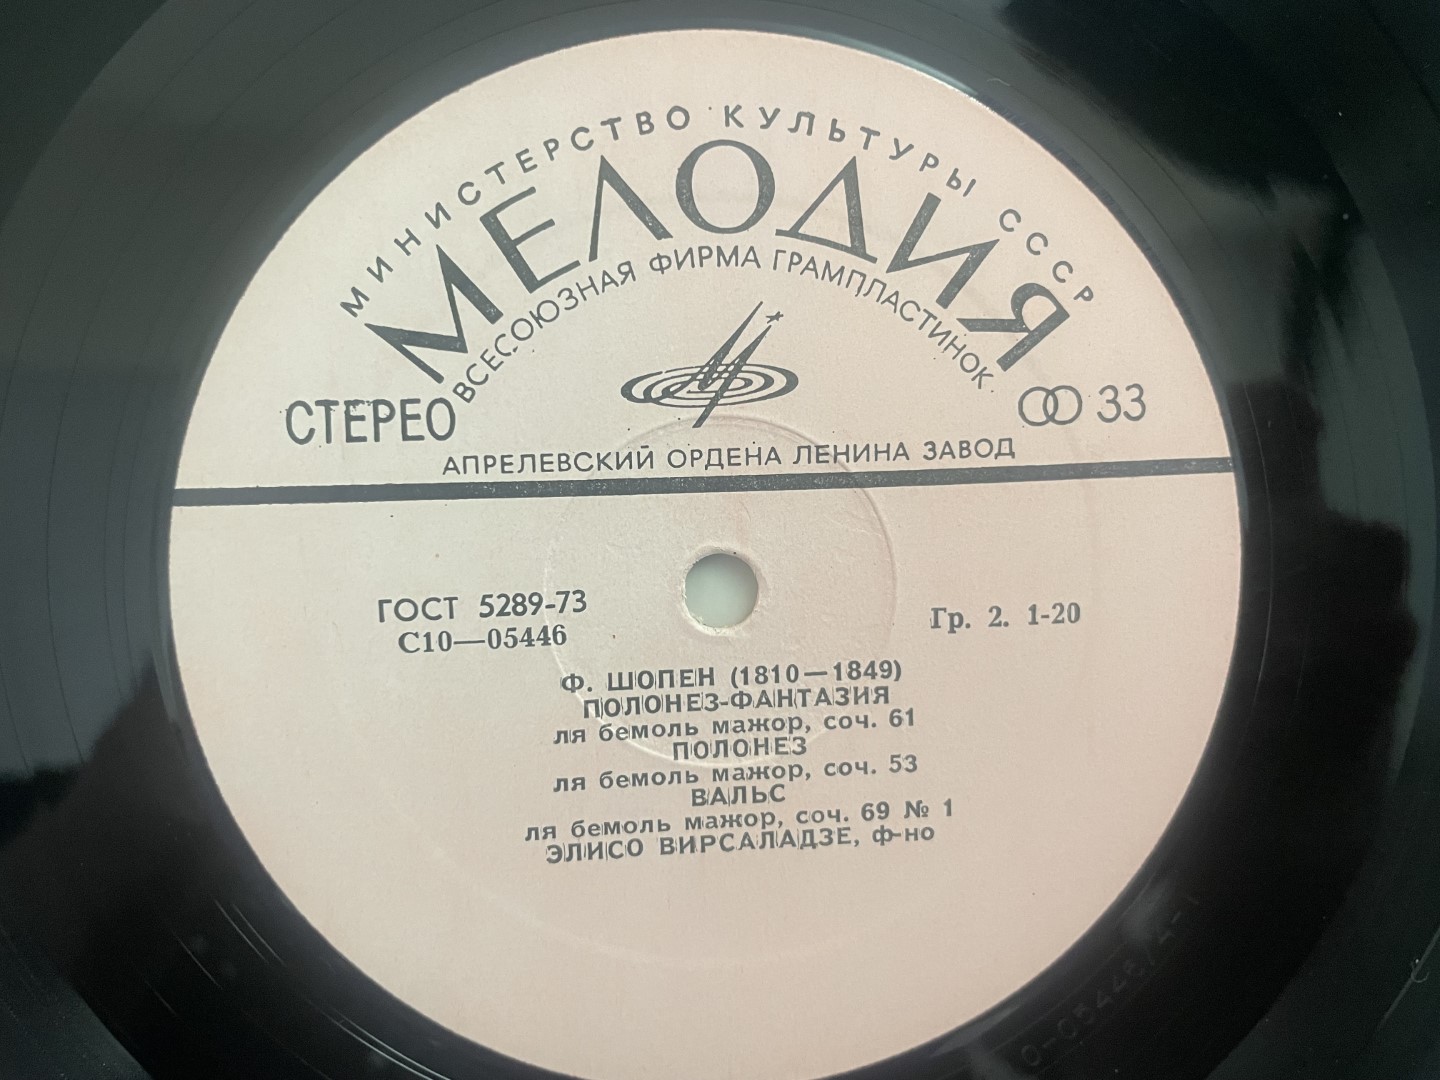 МИНИСТЕРСТВО КУЛЬТУРЫ СССР
МЕЛОДИЯ
ВСЕСОЮЗНАЯ ФИРМА ГРАМПЛАСТИНОК
СТЕРЕО
33
АПРЕЛЕВСКИЙ ОРДЕНА ЛЕНИНА ЗАВОД
ГОСТ 5289-73
С10—05446
Гр. 2. 1-20
Ф. ШОПЕН (1810—1849)
ПОЛОНЕЗ-ФАНТАЗИЯ
ля бемоль мажор, соч. 61
ПОЛОНЕЗ
ля бемоль мажор, соч. 53
ВАЛЬС
ля бемоль мажор, соч. 69 № 1
ЭЛИСО ВИРСАЛАДЗЕ, ф-но